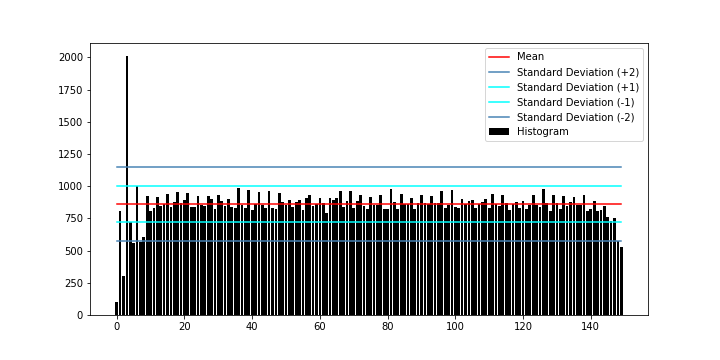 2000
1750
1500
1250
1000
750
500
250
0
0 20 40 60 80 100 120 140
Mean
Standard Deviation (+2)
Standard Deviation (+1)
Standard Deviation (-1)
Standard Deviation (-2)
Histogram